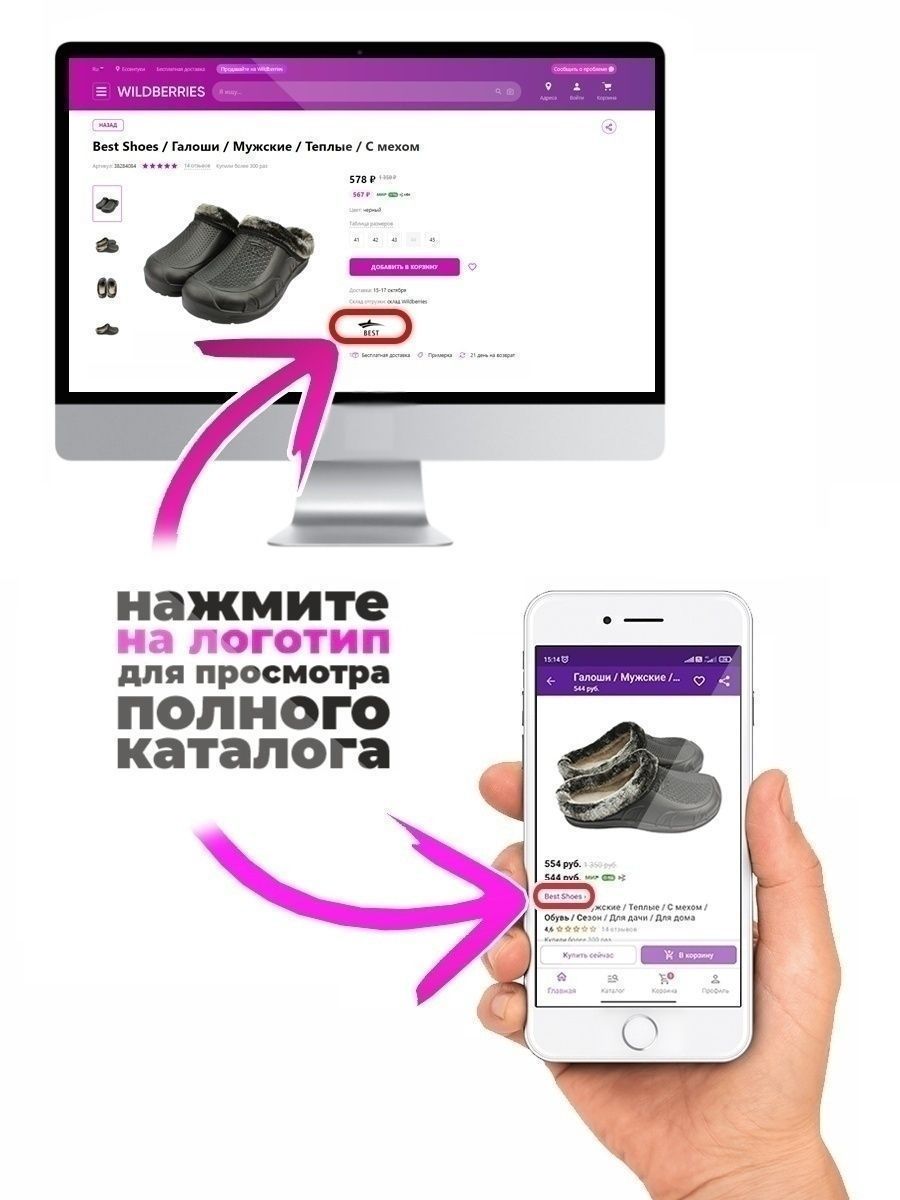 Ru
Ессентуки
Бесплатная доставка
Продавайте на Wildberries
Сообщить о проблеме
WILDBERRIES
Я ищу...
Адреса
Войти
Корзина
НАЗАД
Best Shoes / Галоши / Мужские / Теплые / С мехом
Артикул: 38284064
14 отзывов
Купили более 300 раз
578 ₽ 1 350 ₽
567 ₽ МИР
Цвет: черный
Таблица размеров
41 42 43 44 45
ДОБАВИТЬ В КОРЗИНУ
Доставка: 15-17 октября
Склад отгрузки: склад Wildberries
BEST
Бесплатная доставка
Примерка
21 день на возврат
нажмите
на логотип
для просмотра
полного
каталога
15:14
Галоши / Мужские /...
544 руб.
554 руб. 1 350 руб.
544 руб. МИР
Best Shoes ›
жские / Теплые / С мехом /
Обувь / Сезон / Для дачи / Для дома
4,6 14 отзывов
Купили более 300 раз
Купить сейчас
В корзину
Главная
Каталог
Корзина
Профиль